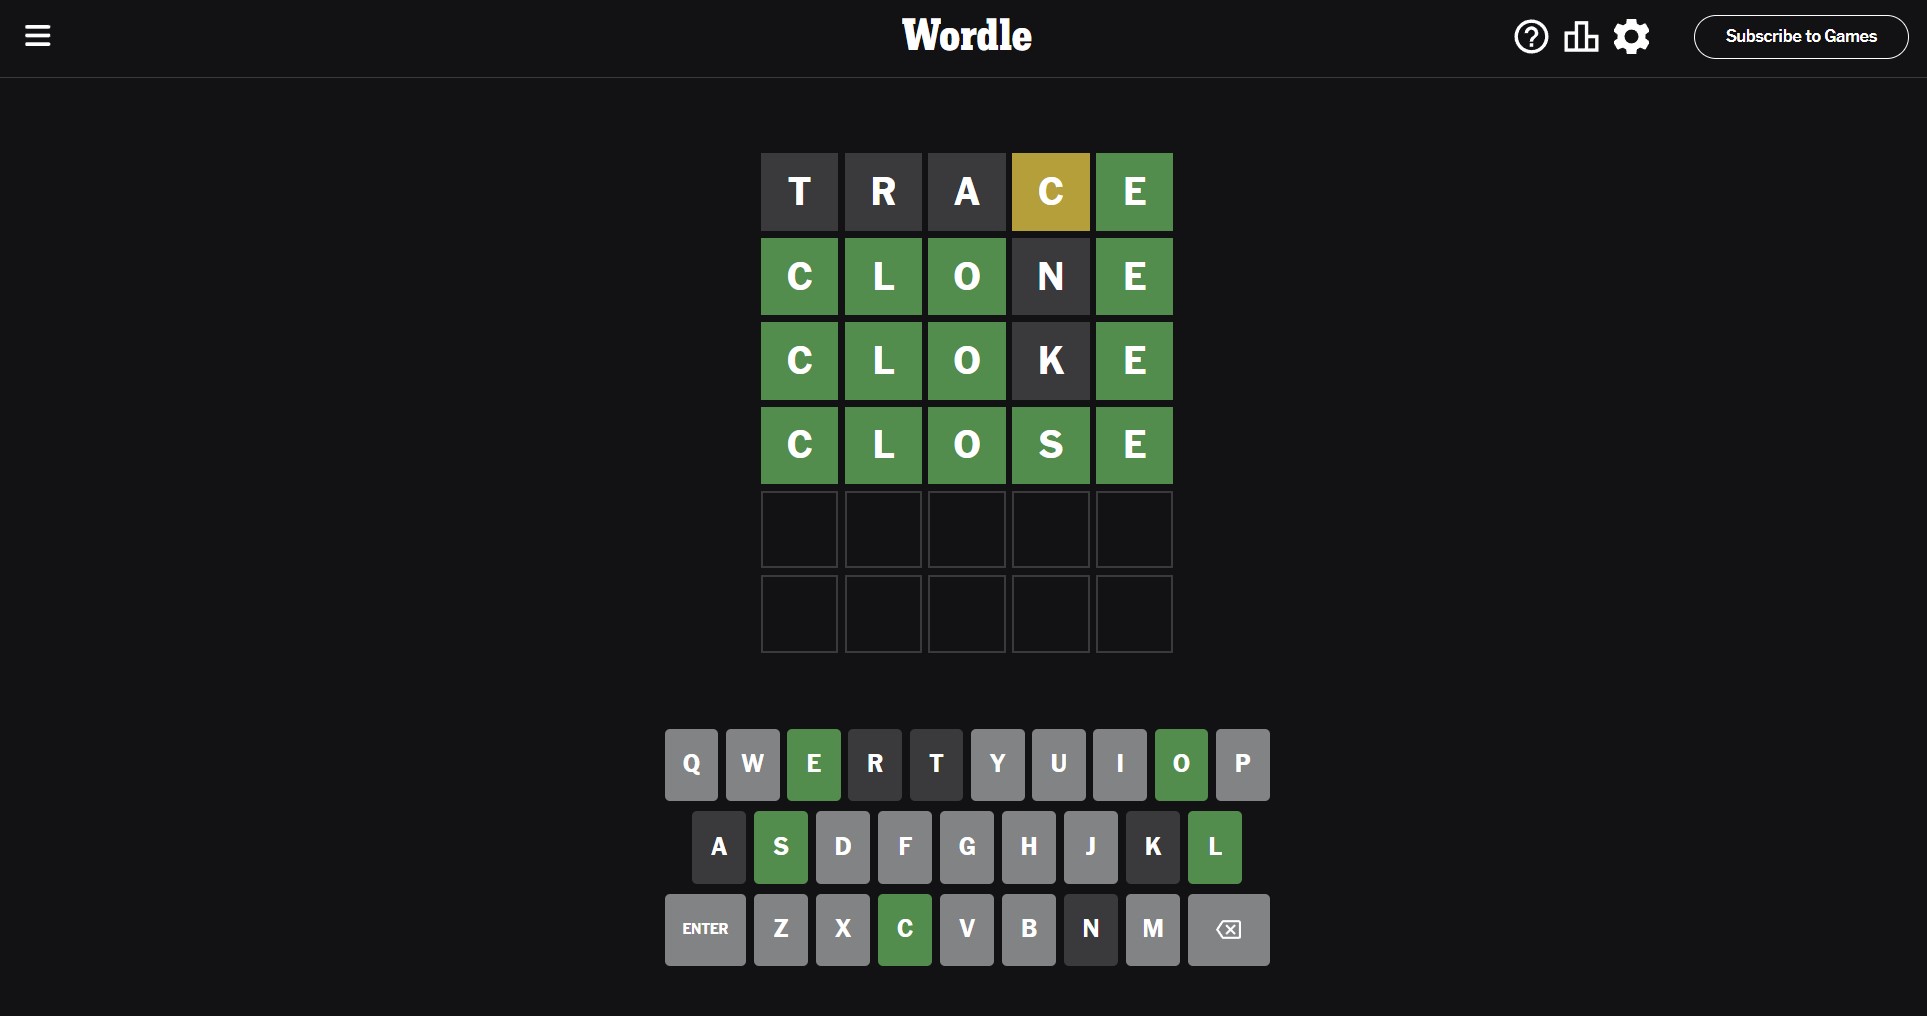 Wordle
Subscribe to Games
T R A C E
C L O N E
C L O K E
C L O S E
Q W E R T Y U I O P
A S D F G H J K L
ENTER Z X C V B N M